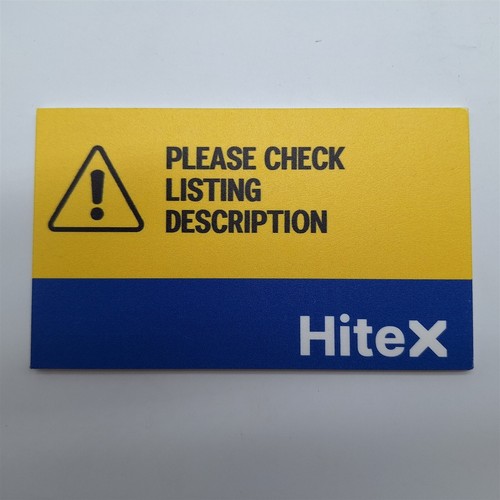 PLEASE CHECK
LISTING
DESCRIPTION
HiteX